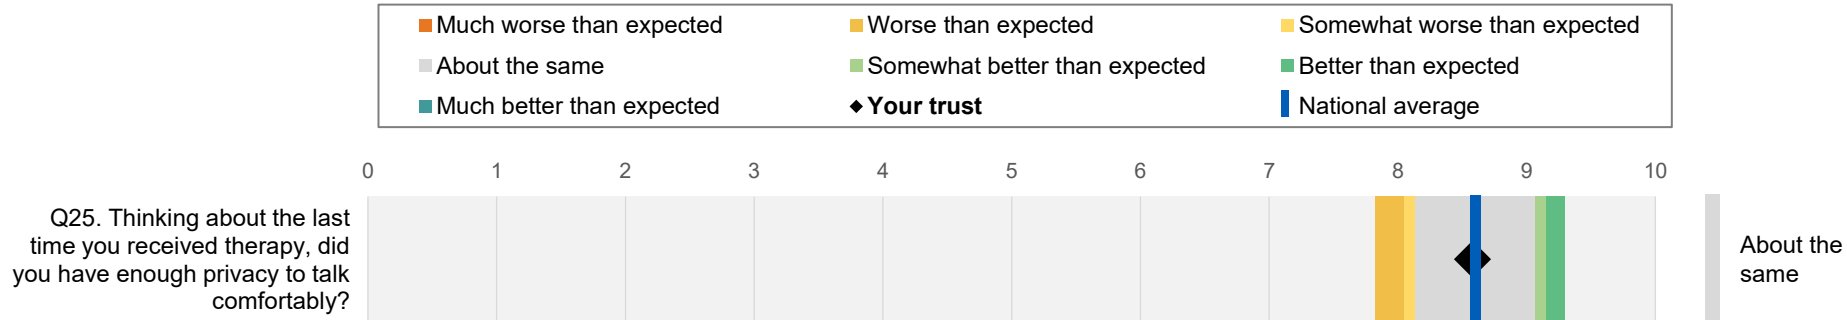 Much worse than expected
Worse than expected
Somewhat worse than expected
About the same
Somewhat better than expected
Better than expected
Much better than expected
Your trust
National average
0 1 2 3 4 5 6 7 8 9 10
Q25. Thinking about the last
time you received therapy, did
you have enough privacy to talk
comfortably?
About the
same